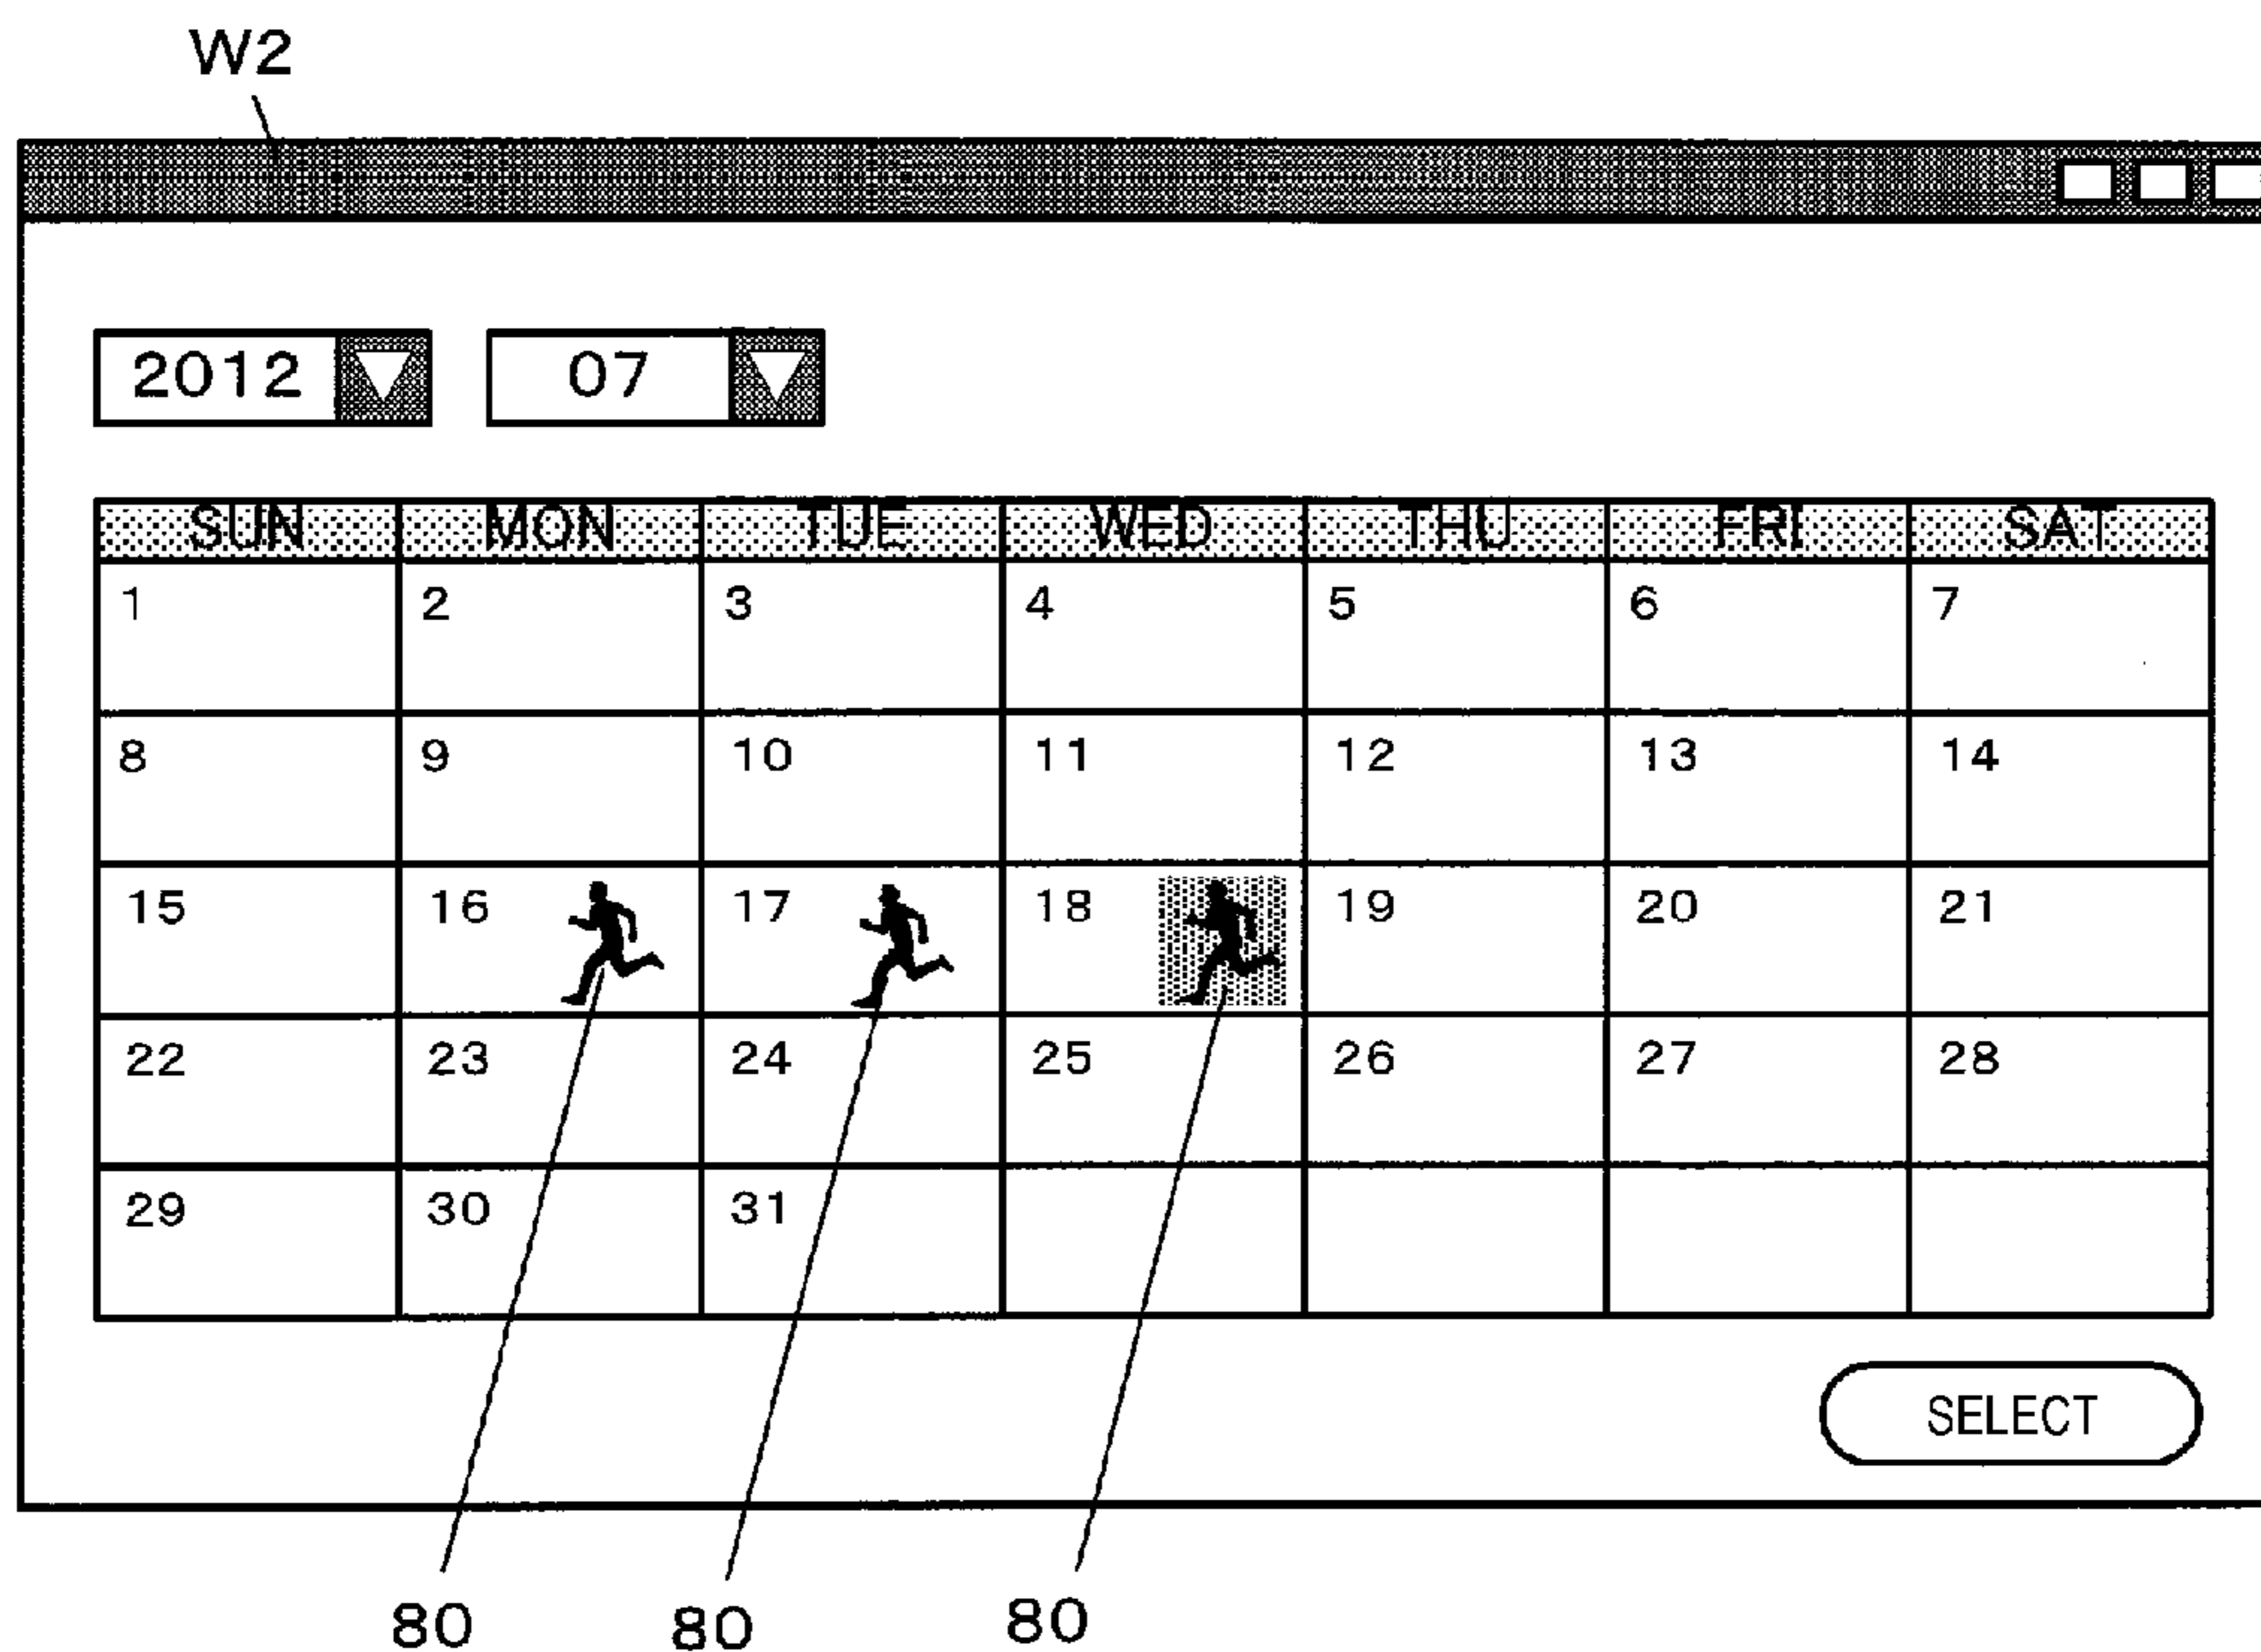 W2
2012 07
SUN MON TUE WED THU FRI SAT
1 2 3 4 5 6 7
8 9 10 11 12 13 14
15 16 17 18 19 20 21
22 23 24 25 26 27 28
29 30 31
SELECT
80 80 80